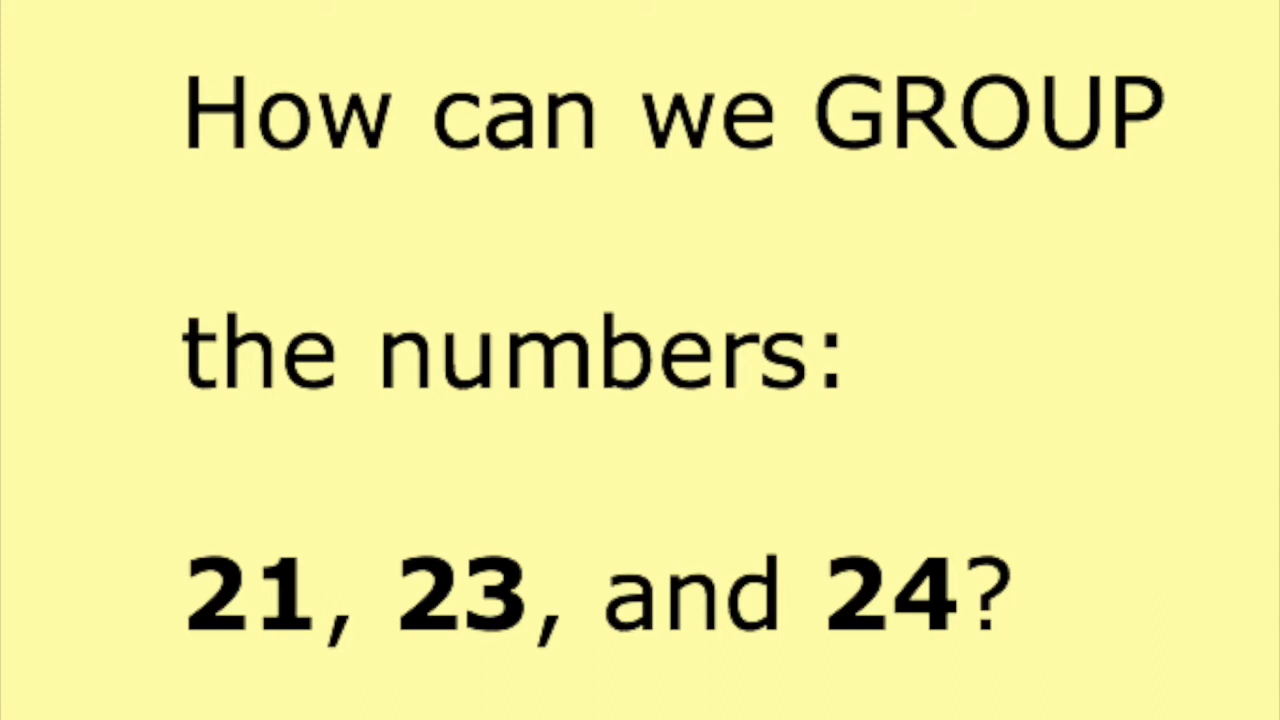 How can we GROUP
the numbers:
21, 23, and 24?